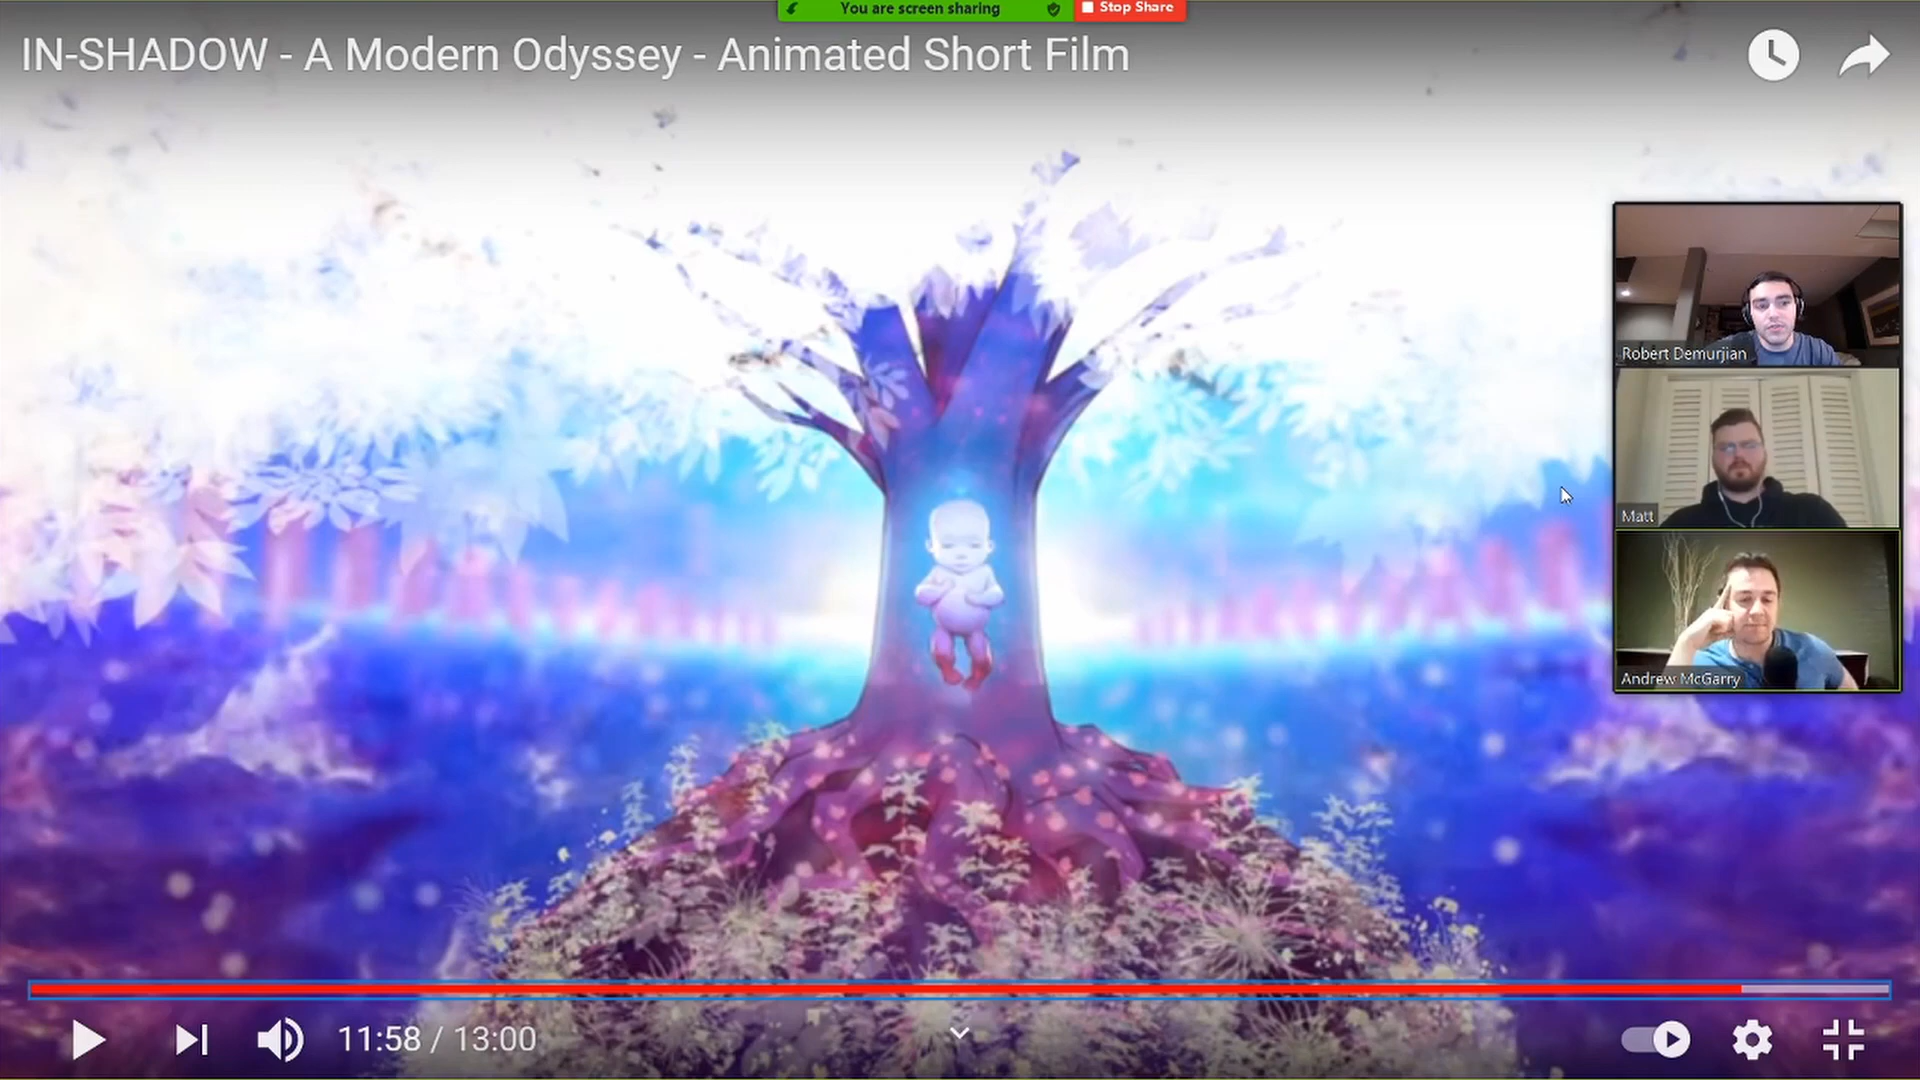 You are screen sharing
Stop Share
IN-SHADOW - A Modern Odyssey - Animated Short Film
Robert Demurjian
Matt
Andrew McGarry
11:58 / 13:00